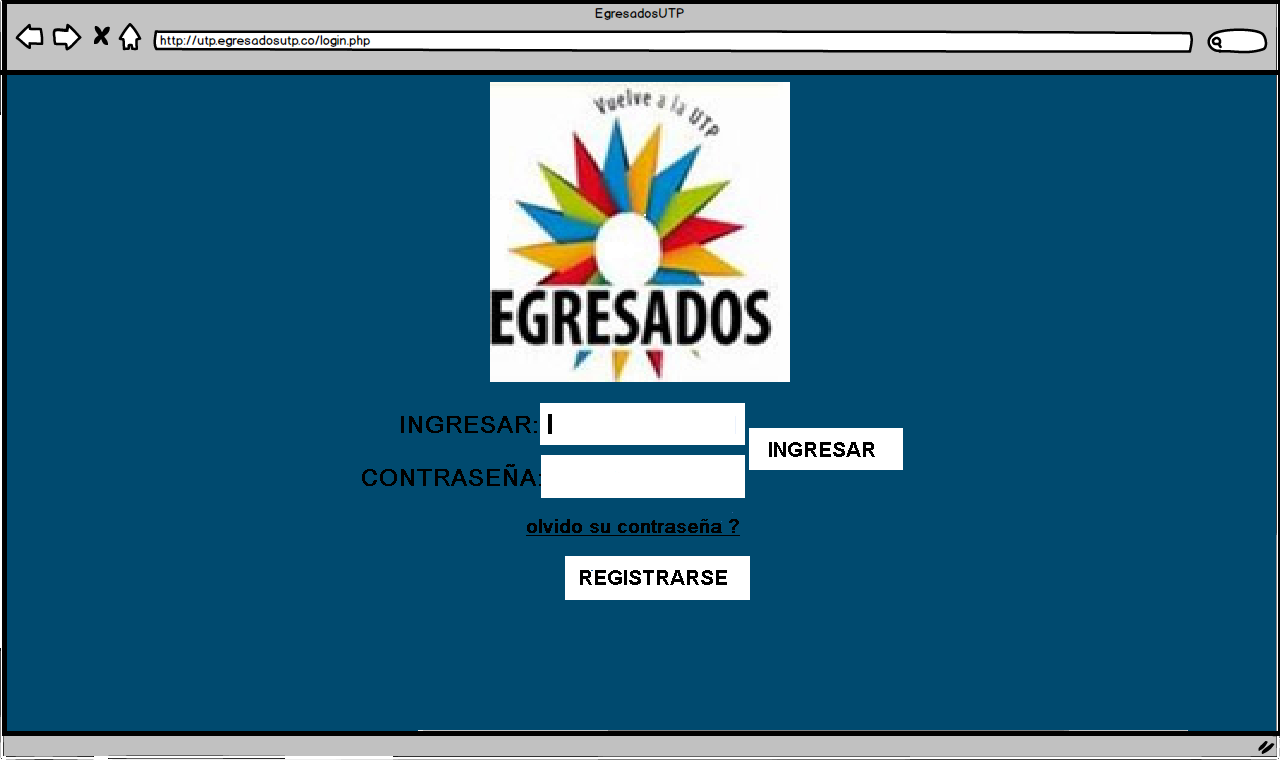 EgresadosUTP
http://utp.egresadosutp.co/login.php
Vuelve a la UTP
EGRESADOS
INGRESAR:
INGRESAR
CONTRASEÑA:
olvido su contraseña ?
REGISTRARSE